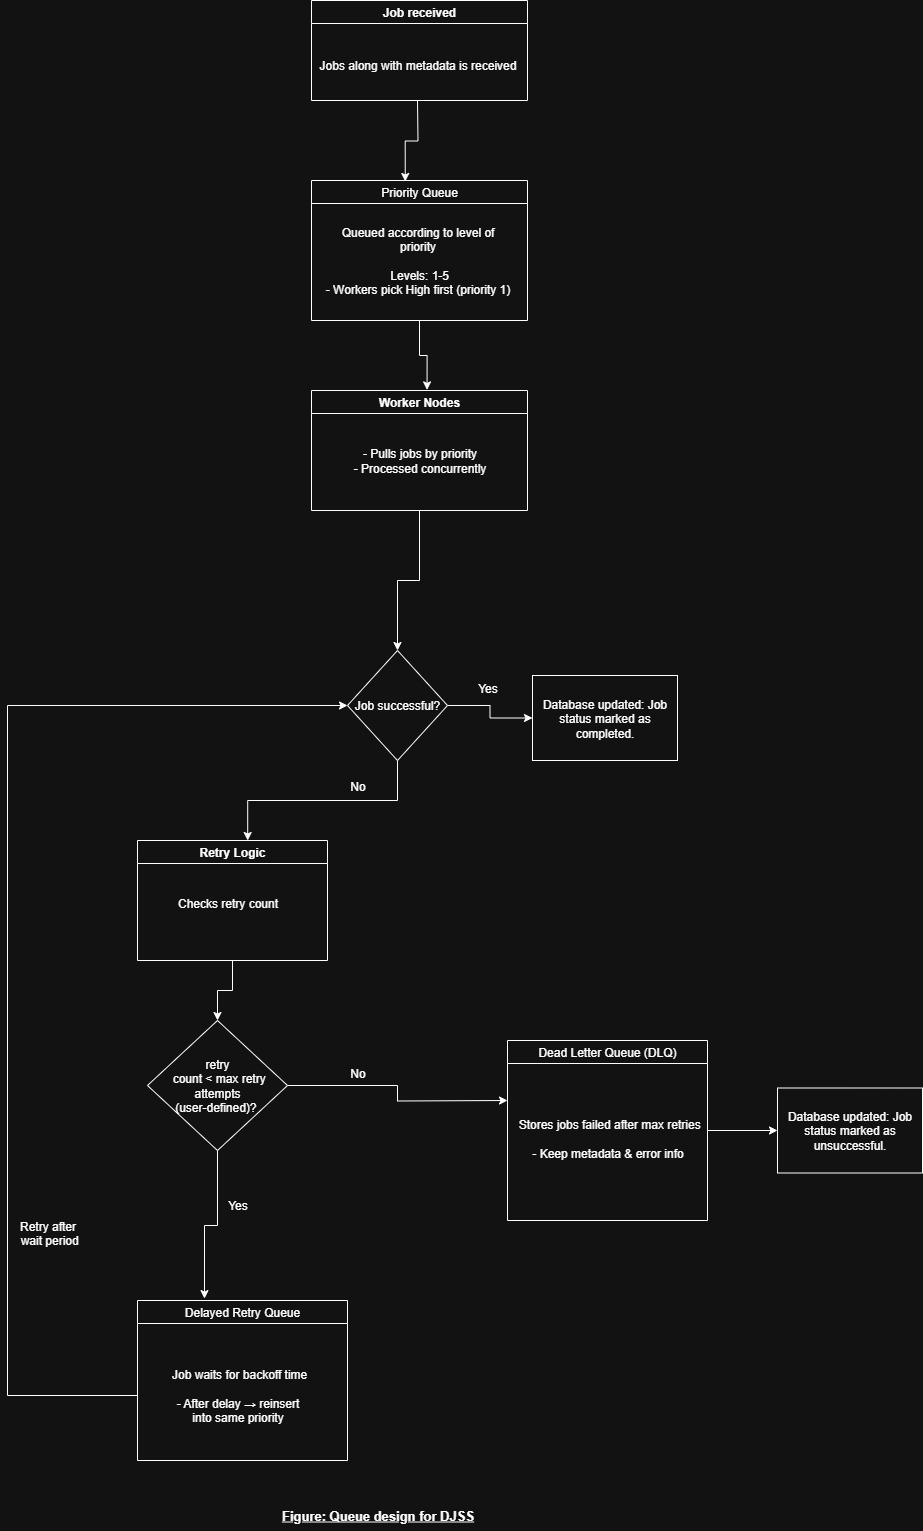 Job received
Jobs along with metadata is received
Priority Queue
Queued according to level of
priority
Levels: 1-5
- Workers pick High first (priority 1)
Worker Nodes
- Pulls jobs by priority
- Processed concurrently
Job successful?
Yes
Database updated: Job
status marked as
completed.
No
Retry Logic
Checks retry count
retry
count < max retry
attempts
(user-defined)?
No
Dead Letter Queue (DLQ)
Stores jobs failed after max retries
- Keep metadata & error info
Database updated: Job
status marked as
unsuccessful.
Yes
Retry after
wait period
Delayed Retry Queue
Job waits for backoff time
- After delay → reinsert
into same priority
Figure: Queue design for DJSS